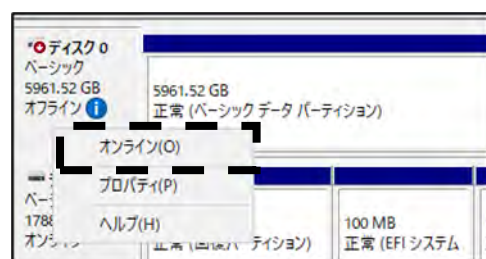 ディスク 0
ベーシック
5961.52 GB
オフライン
5961.52 GB
正常 (ベーシック データ パーティション)
オンライン(O)
プロパティ(P)
ヘルプ(H)
100 MB
正常 (EFI システム